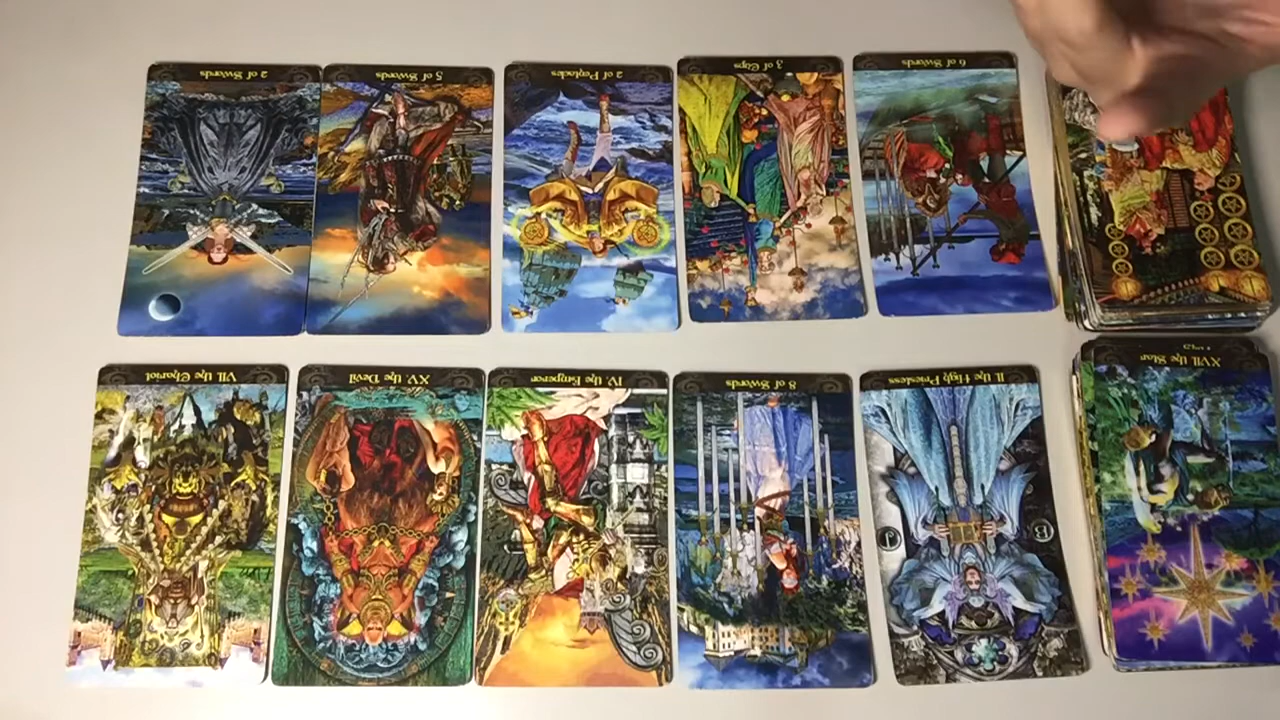 2 of Swords
5 of Swords
2 of Pentacles
3 of Cups
6 of Swords
VII. the Chariot
XV. the Devil
IV. the Emperor
8 of Swords
II. the High Priestess
XVII the Star
B
J